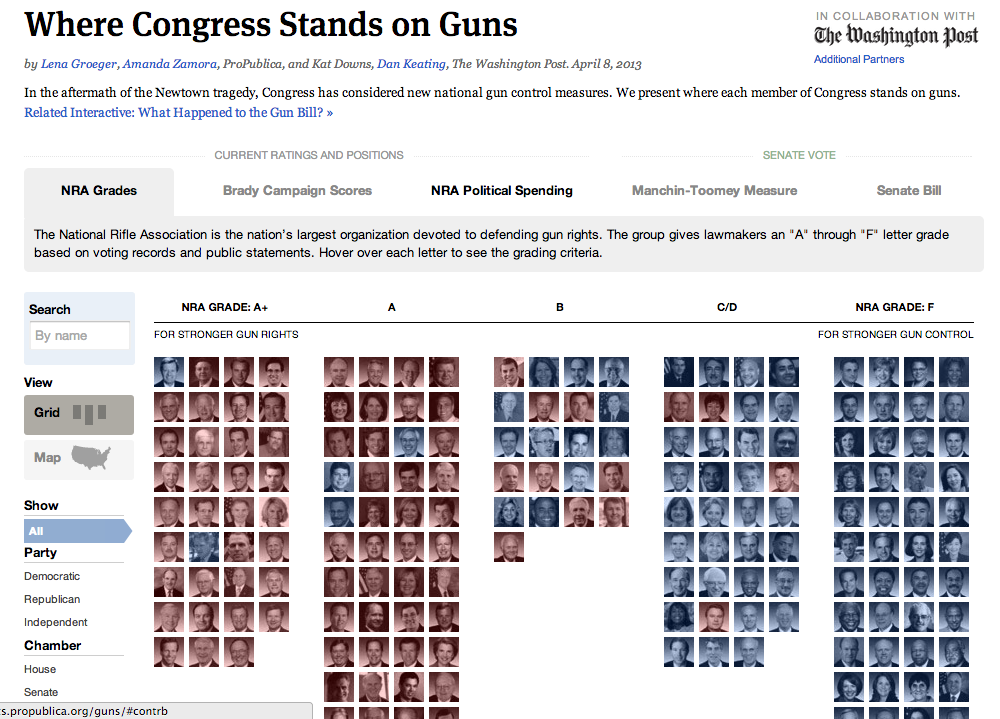 Where Congress Stands on Guns
IN COLLABORATION WITH
The Washington Post
Additional Partners
by Lena Groeger, Amanda Zamora, ProPublica, and Kat Downs, Dan Keating, The Washington Post. April 8, 2013
In the aftermath of the Newtown tragedy, Congress has considered new national gun control measures. We present where each member of Congress stands on guns.
Related Interactive: What Happened to the Gun Bill? »
CURRENT RATINGS AND POSITIONS
SENATE VOTE
NRA Grades
Brady Campaign Scores
NRA Political Spending
Manchin-Toomey Measure
Senate Bill
The National Rifle Association is the nation's largest organization devoted to defending gun rights. The group gives lawmakers an "A" through "F" letter grade
based on voting records and public statements. Hover over each letter to see the grading criteria.
Search
By name
View
Grid
Map
Show
All
Party
Democratic
Republican
Independent
Chamber
House
Senate
NRA GRADE: A+
A
B
C/D
NRA GRADE: F
FOR STRONGER GUN RIGHTS
FOR STRONGER GUN CONTROL
s.propublica.org/guns/#contrb